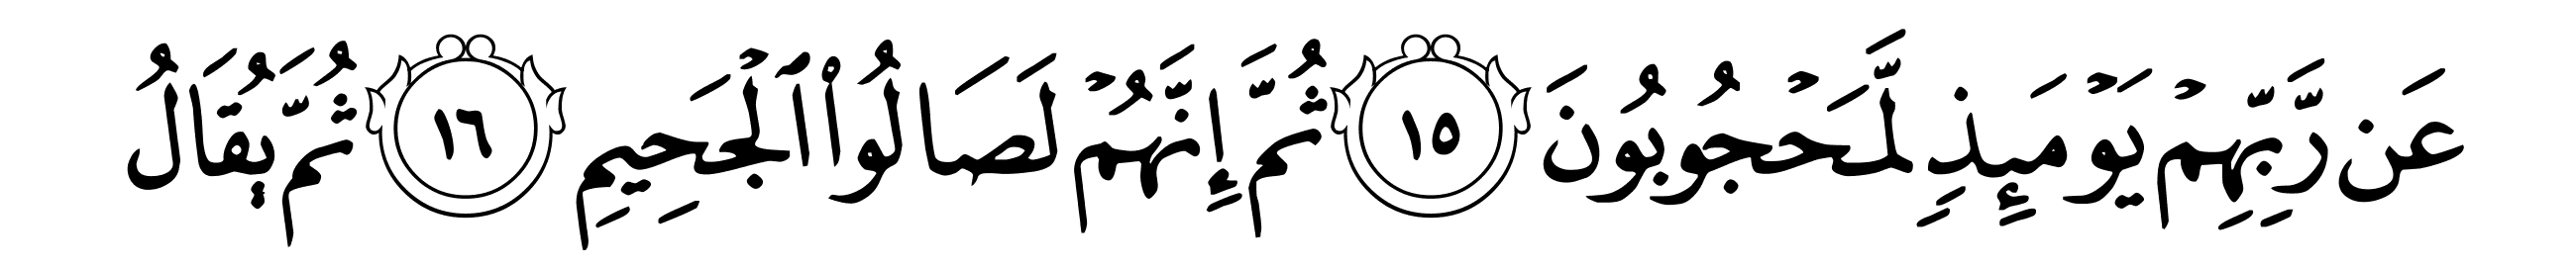 عَن رَّبِّهِمۡ يَوۡمَئِذٖ لَّمَحۡجُوبُونَ ١٥ ثُمَّ إِنَّهُمۡ لَصَالُواْ ٱلۡجَحِيمِ ١٦ ثُمَّ يُقَالُ